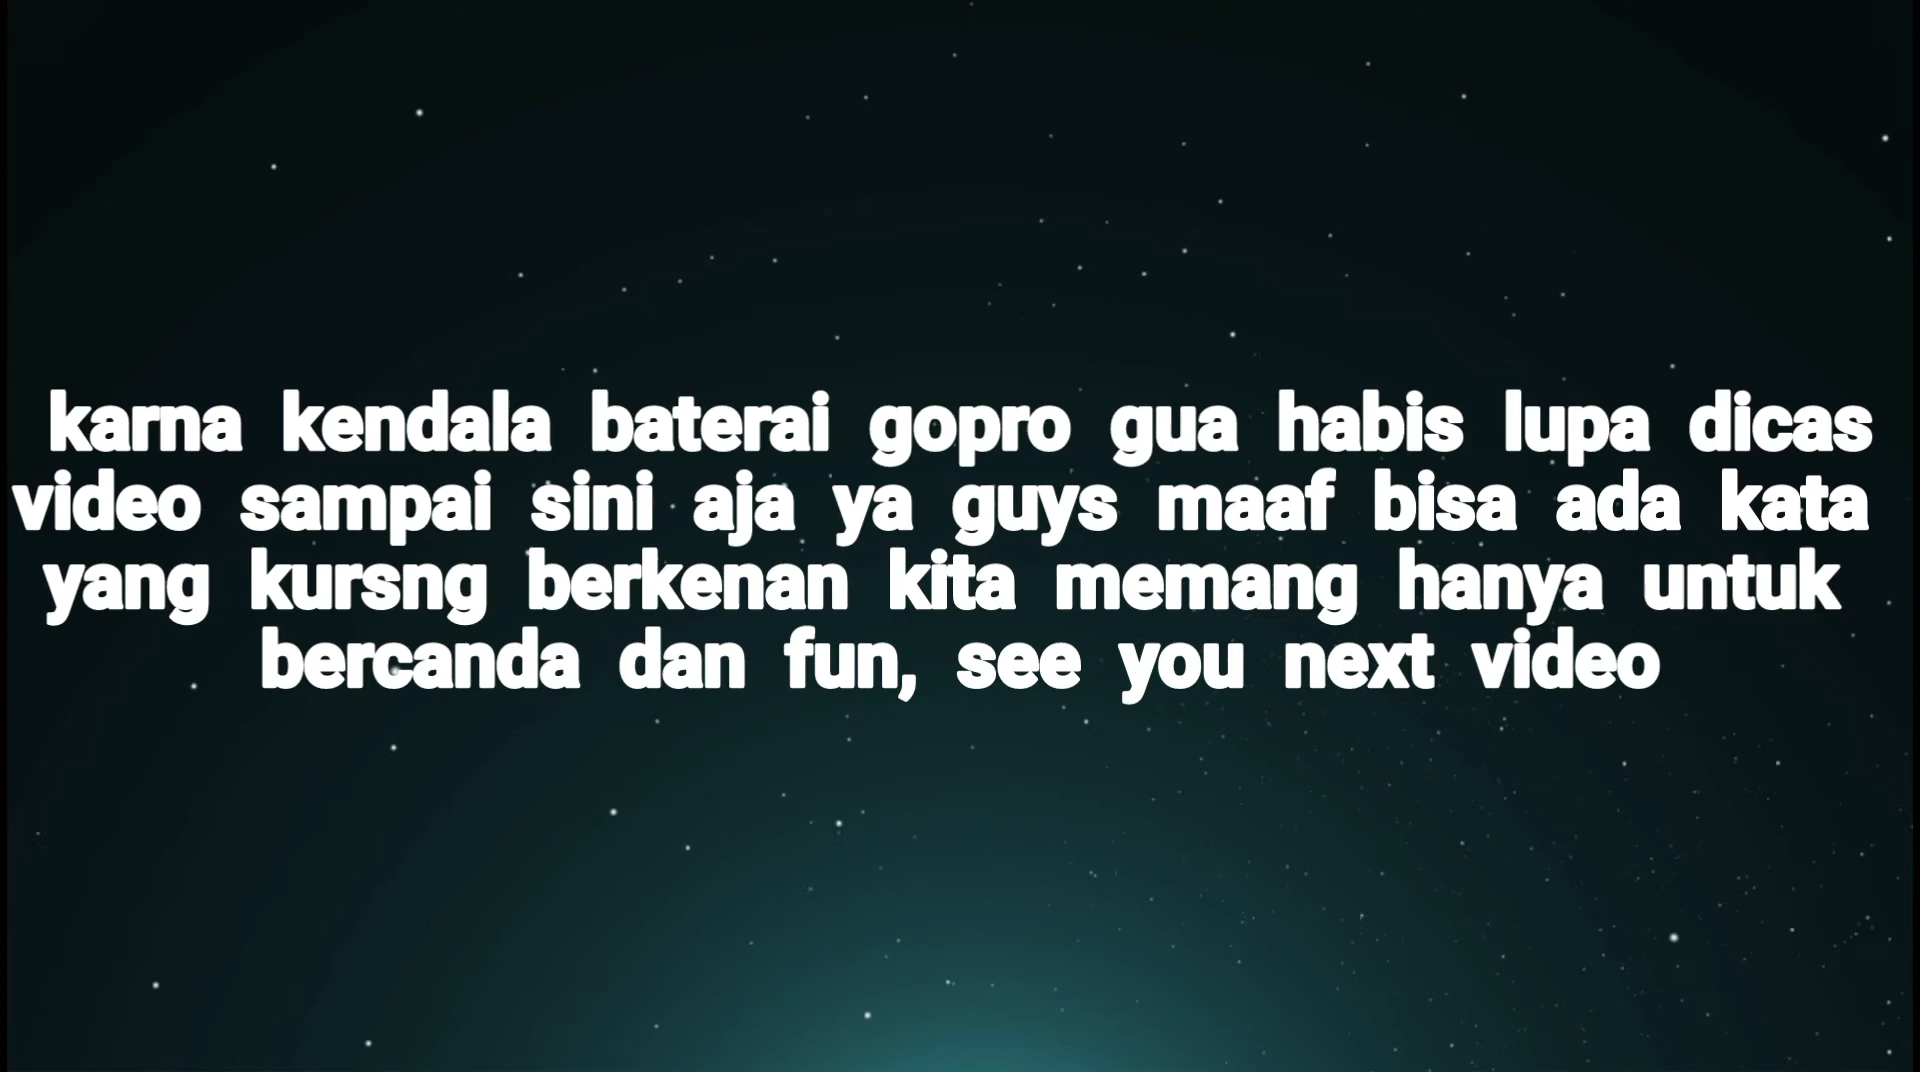 karna kendala baterai gopro gua habis lupa dicas
video sampai sini aja ya guys maaf bisa ada kata
yang kursng berkenan kita memang hanya untuk
bercanda dan fun, see you next video